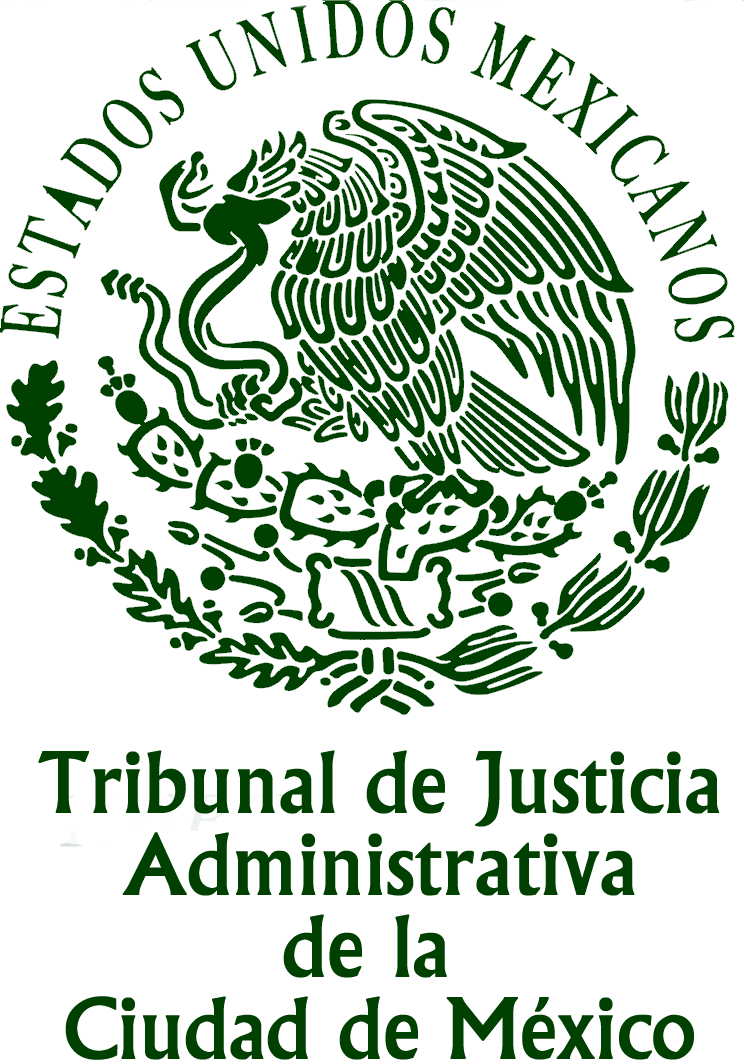 ESTADOS UNIDOS MEXICANOS
Tribunal de Justicia
Administrativa
de la
Ciudad de México